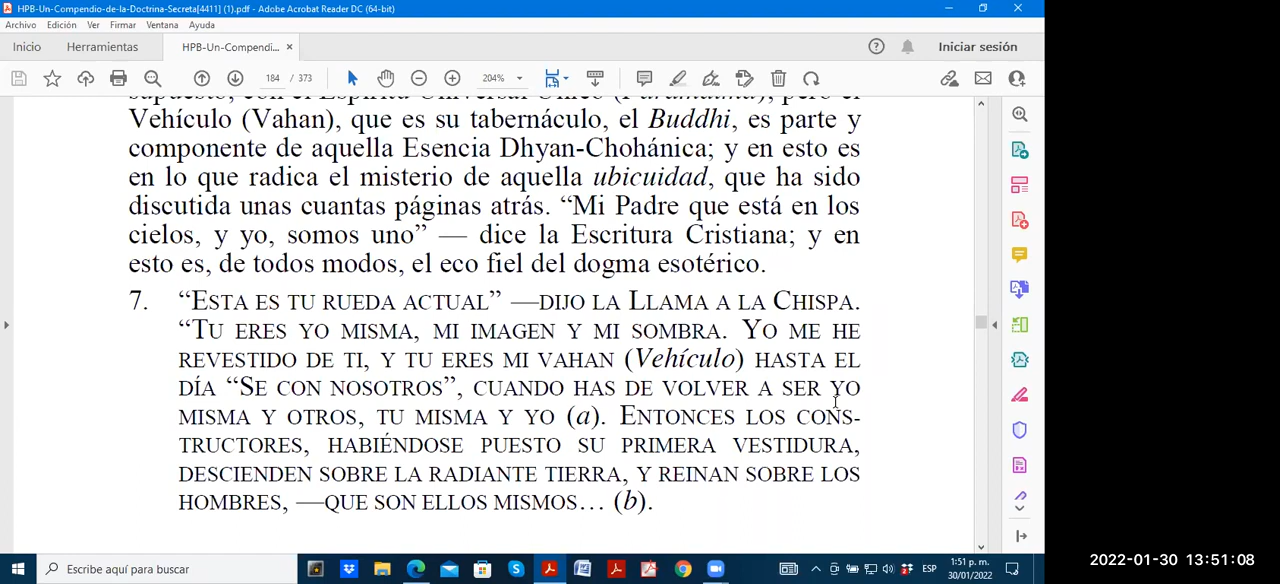 HPB-Un-Compendio-de-la-Doctrina-Secreta[4411] (1).pdf - Adobe Acrobat Reader DC (64-bit)
Archivo Edición Ver Firmar Ventana Ayuda
Inicio Herramientas HPB-Un-Compendi... × Iniciar sesión
184 / 373 204%
supuesto, con el Espíritu Universal Único (Paramâtmâ), pero el
Vehículo (Vahan), que es su tabernáculo, el Buddhi, es parte y
componente de aquella Esencia Dhyan-Chohánica; y en esto es
en lo que radica el misterio de aquella ubicuidad, que ha sido
discutida unas cuantas páginas atrás. “Mi Padre que está en los
cielos, y yo, somos uno” — dice la Escritura Cristiana; y en
esto es, de todos modos, el eco fiel del dogma esotérico.
7. “ESTA ES TU RUEDA ACTUAL” —DIJO LA LLAMA A LA CHISPA.
“TU ERES YO MISMA, MI IMAGEN Y MI SOMBRA. YO ME HE
REVESTIDO DE TI, Y TU ERES MI VAHAN (Vehículo) HASTA EL
DÍA “SE CON NOSOTROS”, CUANDO HAS DE VOLVER A SER YO
MISMA Y OTROS, TU MISMA Y YO (a). ENTONCES LOS CONS-
TRUCTORES, HABIÉNDOSE PUESTO SU PRIMERA VESTIDURA,
DESCIENDEN SOBRE LA RADIANTE TIERRA, Y REINAN SOBRE LOS
HOMBRES, —QUE SON ELLOS MISMOS… (b).
Escribe aquí para buscar
ESP
1:51 p. m.
30/01/2022
2022-01-30 13:51:08